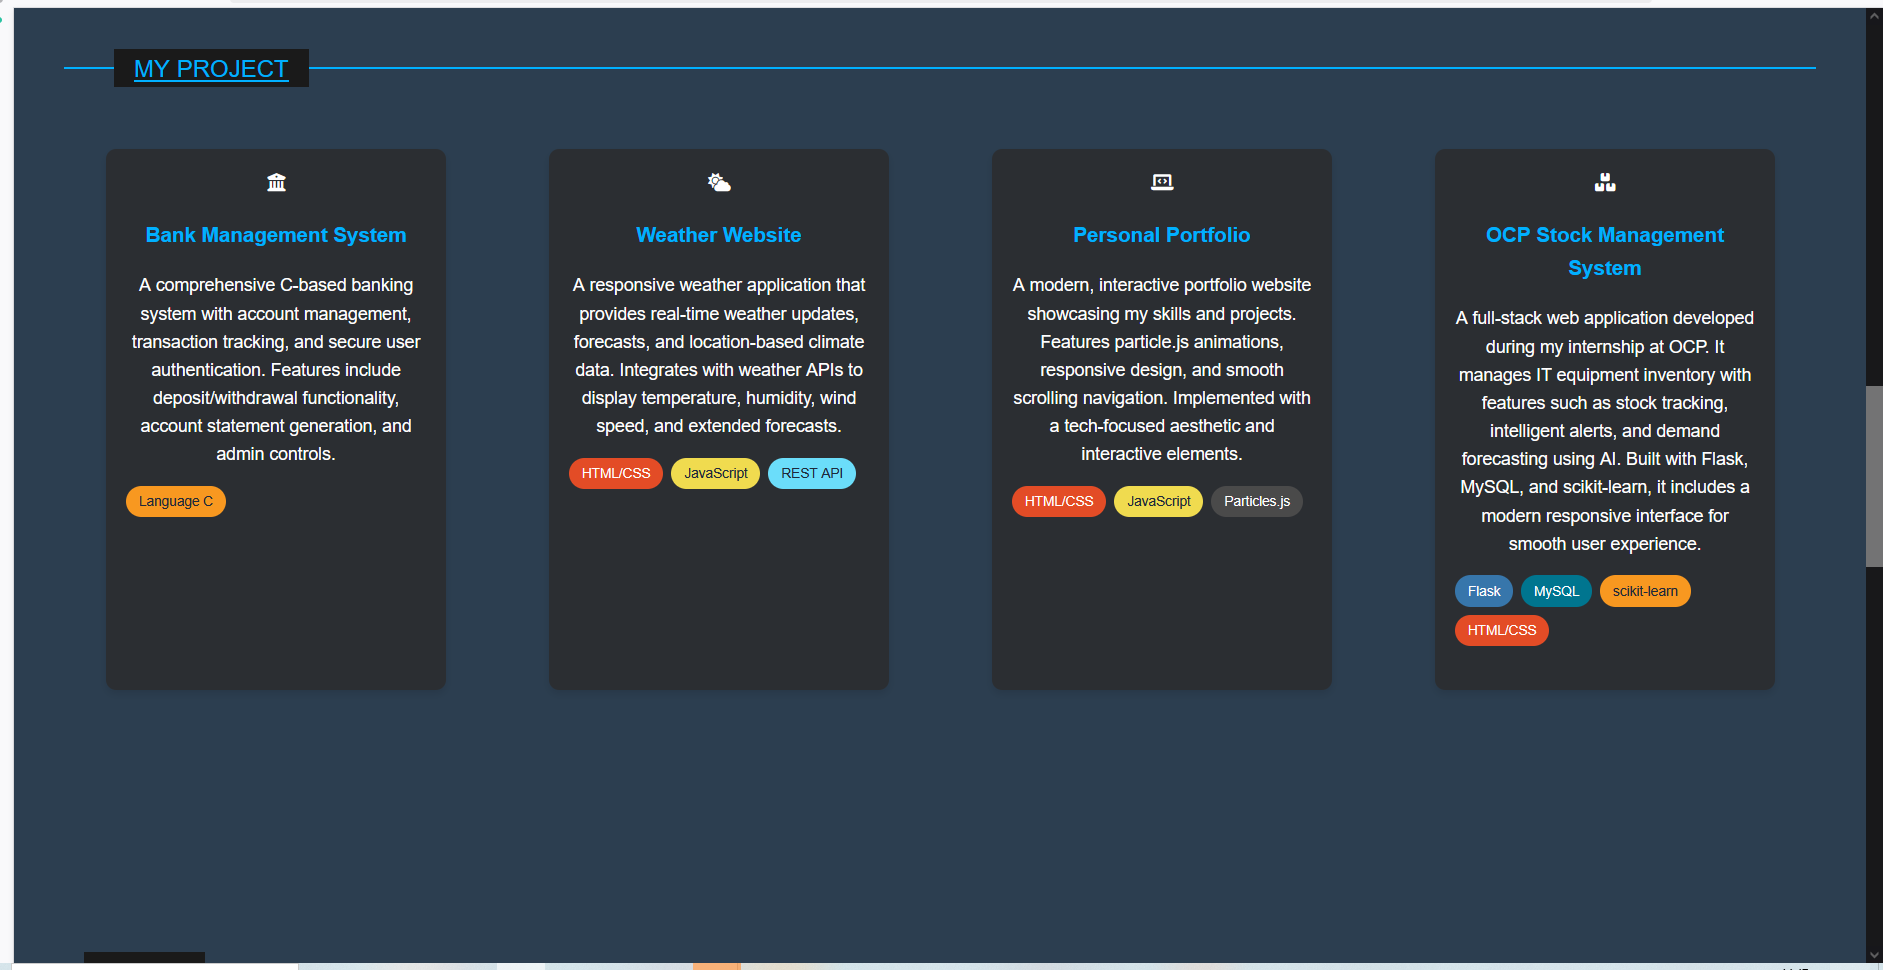 MY PROJECT
Bank Management System
A comprehensive C-based banking
system with account management,
transaction tracking, and secure user
authentication. Features include
deposit/withdrawal functionality,
account statement generation, and
admin controls.
Language C
Weather Website
A responsive weather application that
provides real-time weather updates,
forecasts, and location-based climate
data. Integrates with weather APIs to
display temperature, humidity, wind
speed, and extended forecasts.
HTML/CSS JavaScript REST API
Personal Portfolio
A modern, interactive portfolio website
showcasing my skills and projects.
Features particle.js animations,
responsive design, and smooth
scrolling navigation. Implemented with
a tech-focused aesthetic and
interactive elements.
HTML/CSS JavaScript Particles.js
OCP Stock Management
System
A full-stack web application developed
during my internship at OCP. It
manages IT equipment inventory with
features such as stock tracking,
intelligent alerts, and demand
forecasting using AI. Built with Flask,
MySQL, and scikit-learn, it includes a
modern responsive interface for
smooth user experience.
Flask MySQL scikit-learn
HTML/CSS